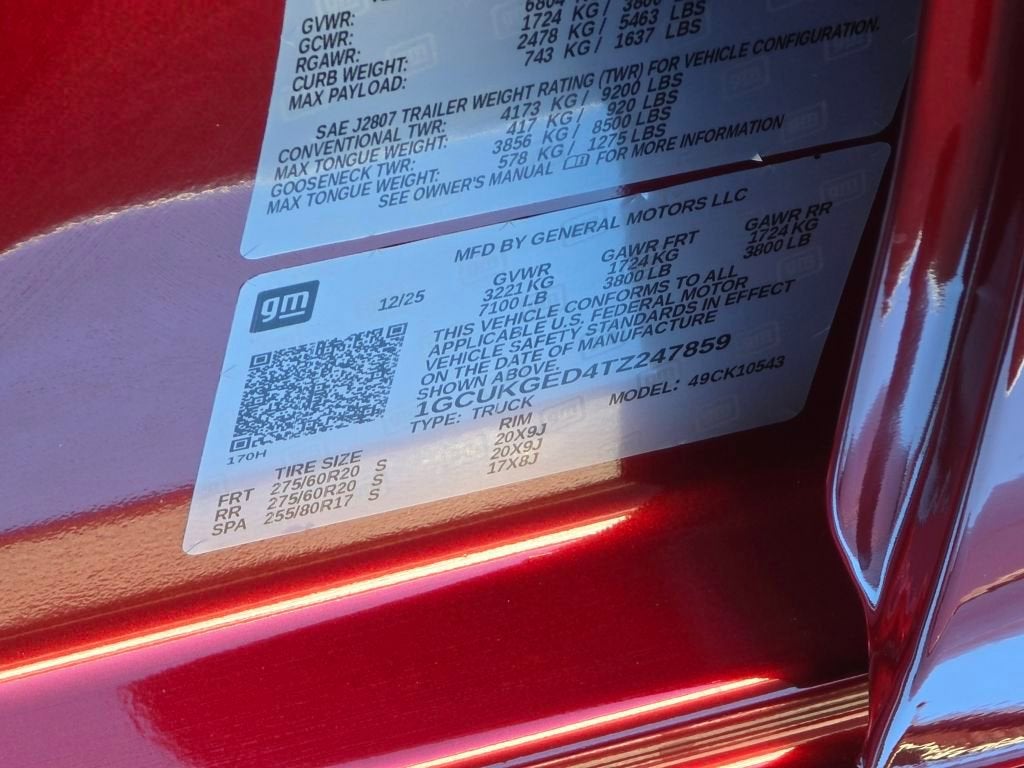 GVWR:
GCWR: 1724 KG / 3800 LBS
RGAWR: 2478 KG / 5463 LBS
CURB WEIGHT: 743 KG / 1637 LBS
MAX PAYLOAD:
SAE J2807 TRAILER WEIGHT RATING (TWR) FOR VEHICLE CONFIGURATION.
CONVENTIONAL TWR: 4173 KG / 9200 LBS
MAX TONGUE WEIGHT: 417 KG / 920 LBS
GOOSENECK TWR: 3856 KG / 8500 LBS
MAX TONGUE WEIGHT: 578 KG / 1275 LBS
SEE OWNER'S MANUAL FOR MORE INFORMATION
gm
12/25
MFD BY GENERAL MOTORS LLC
GVWR GAWR FRT GAWR RR
3221 KG 1724 KG 1724 KG
7100 LB 3800 LB 3800 LB
THIS VEHICLE CONFORMS TO ALL
APPLICABLE U.S. FEDERAL MOTOR
VEHICLE SAFETY STANDARDS IN EFFECT
ON THE DATE OF MANUFACTURE
SHOWN ABOVE.
1GCUKGED4TZ247859
TYPE: TRUCK MODEL: 49CK10543
170H
TIRE SIZE RIM
FRT 275/60R20 S 20X9J
RR 275/60R20 S 20X9J
SPA 255/80R17 S 17X8J